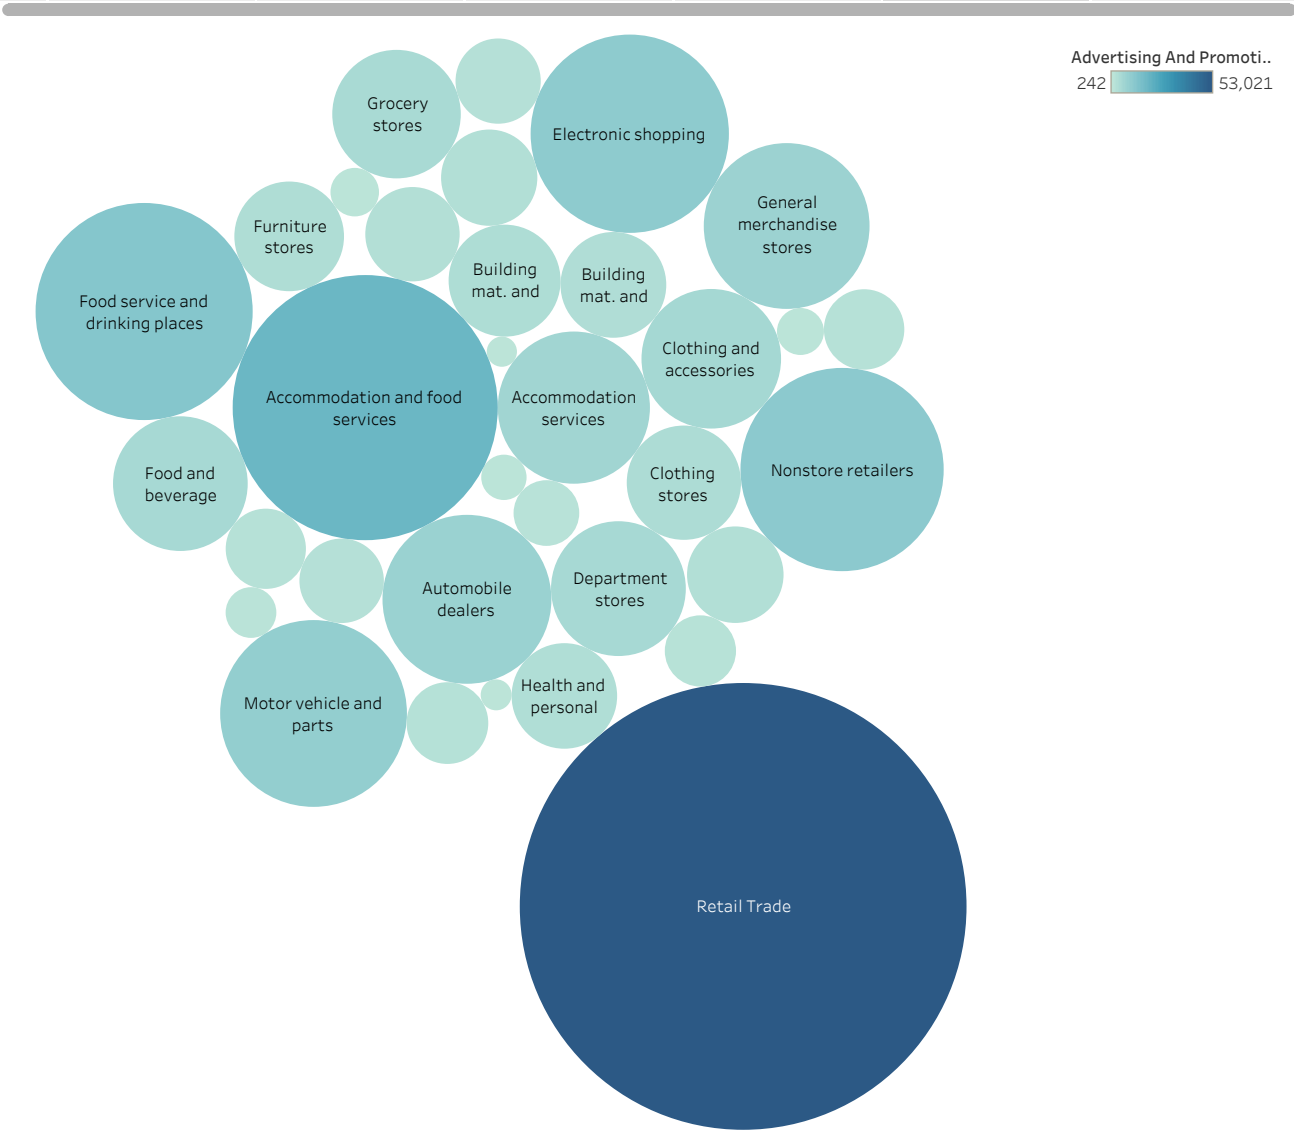 Advertising And Promoti..
242 53,021
Grocery
stores
Electronic shopping
General
merchandise
stores
Furniture
stores
Building
mat. and
Building
mat. and
Food service and
drinking places
Clothing and
accessories
Accommodation and food
services
Accommodation
services
Food and
beverage
Clothing
stores
Nonstore retailers
Automobile
dealers
Department
stores
Motor vehicle and
parts
Health and
personal
Retail Trade